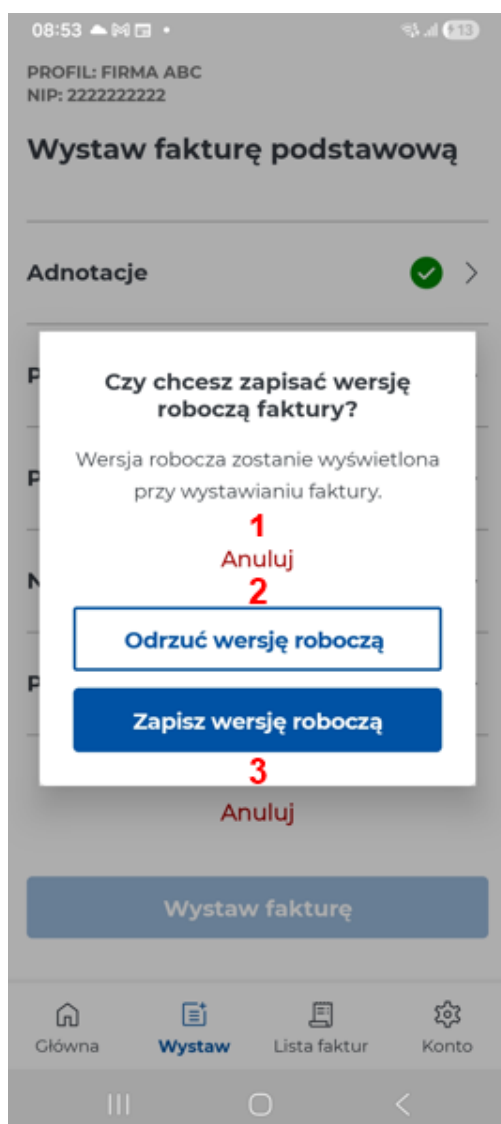 08:53
13
PROFIL: FIRMA ABC
NIP: 2222222222
Wystaw fakturę podstawową
Adnotacje
P
Czy chcesz zapisać wersję
roboczą faktury?
P
Wersja robocza zostanie wyświetlona
przy wystawianiu faktury.
1
Anuluj
N
2
Odrzuć wersję roboczą
P
Zapisz wersję roboczą
3
Anuluj
Wystaw fakturę
Główna
Wystaw
Lista faktur
Konto